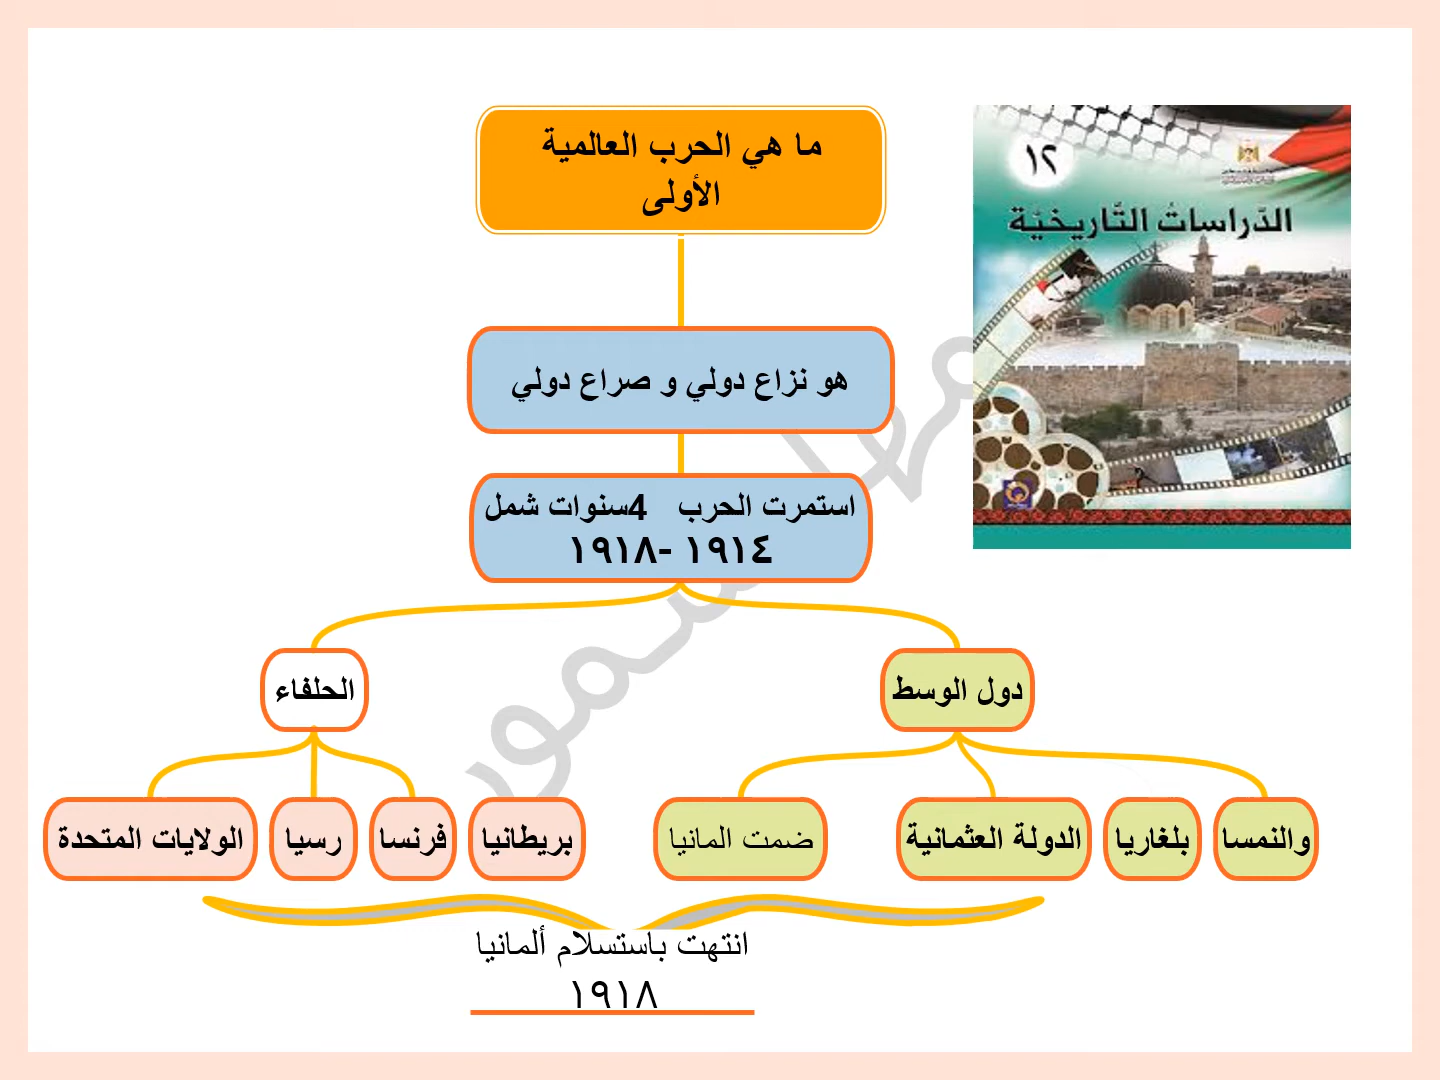 ما هي الحرب العالمية
الأولى
١٢
الدّراساتُ التّاريخيّة
هو نزاع دولي و صراع دولي
استمرت الحرب 4سنوات شمل
١٩١٤ -١٩١٨
دول الوسط
الحلفاء
والنمسا
بلغاريا
الدولة العثمانية
ضمت المانيا
بريطانيا
فرنسا
رسيا
الولايات المتحدة
انتهت باستسلام ألمانيا
١٩١٨